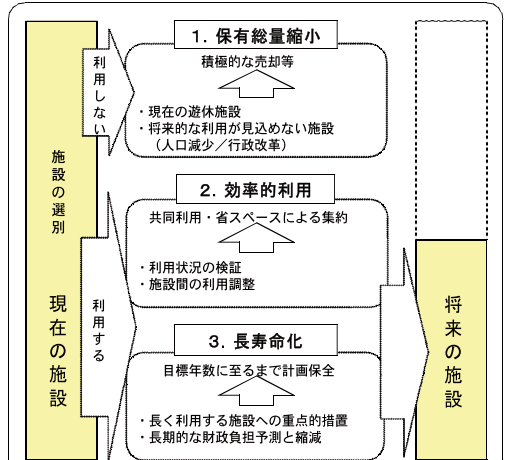 施設の選別
現在の施設
利用しない
1. 保有総量縮小
積極的な売却等
・現在の遊休施設
・将来的な利用が見込めない施設
（人口減少／行政改革）
利用する
2. 効率的利用
共同利用・省スペースによる集約
・利用状況の検証
・施設間の利用調整
3. 長寿命化
目標年数に至るまで計画保全
・長く利用する施設への重点的措置
・長期的な財政負担予測と縮減
将来の施設